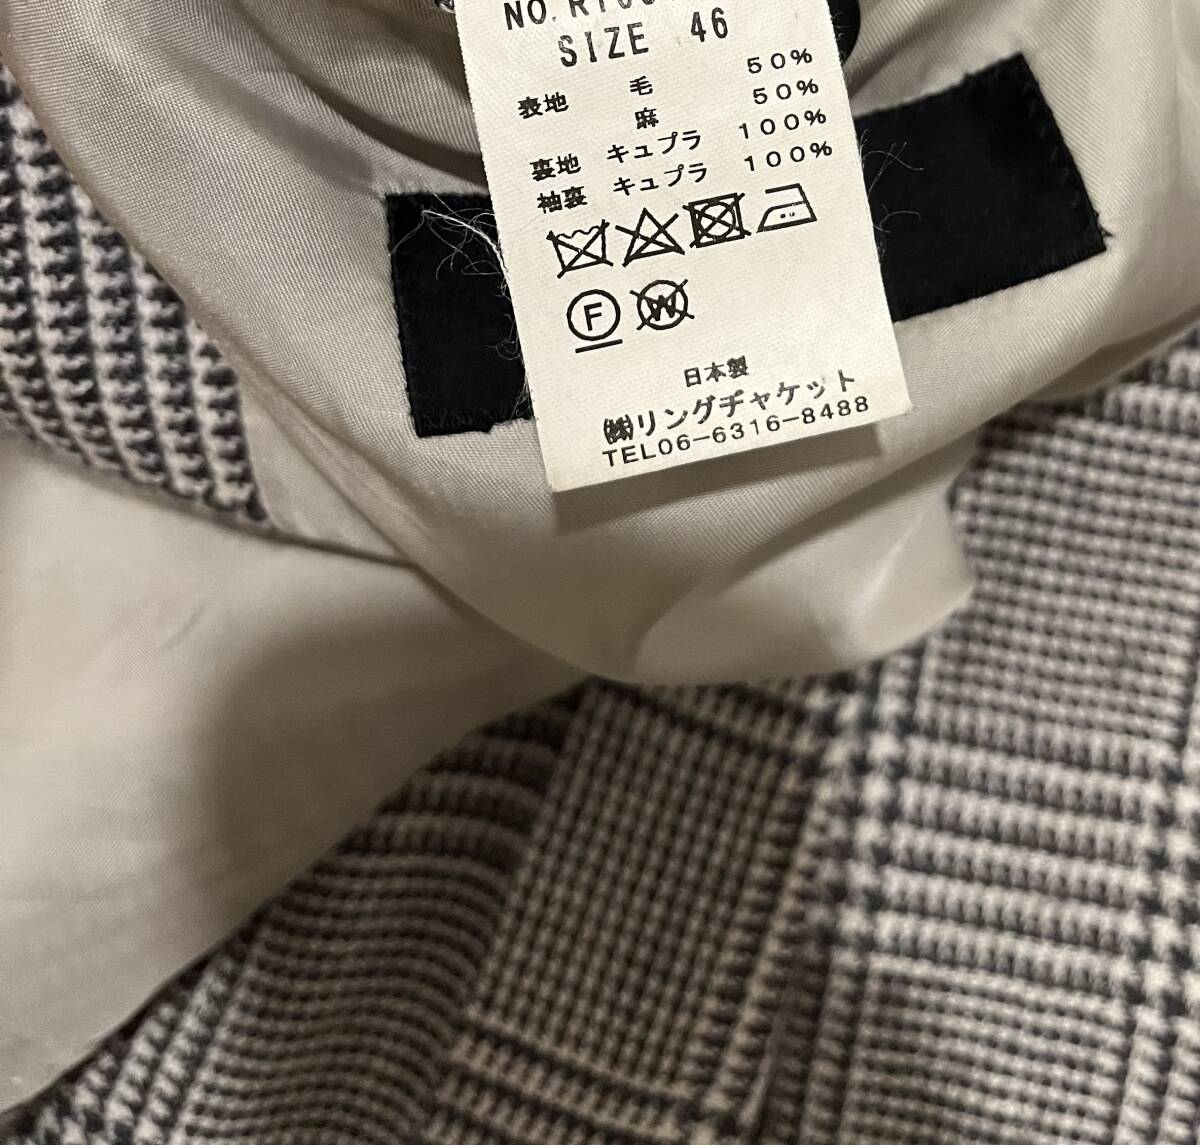 SIZE 46
表地 毛 50%
麻 50%
裏地 キュプラ 100%
袖裏 キュプラ 100%
F
W
日本製
㈱リングヂャケット
TEL06-6316-8488